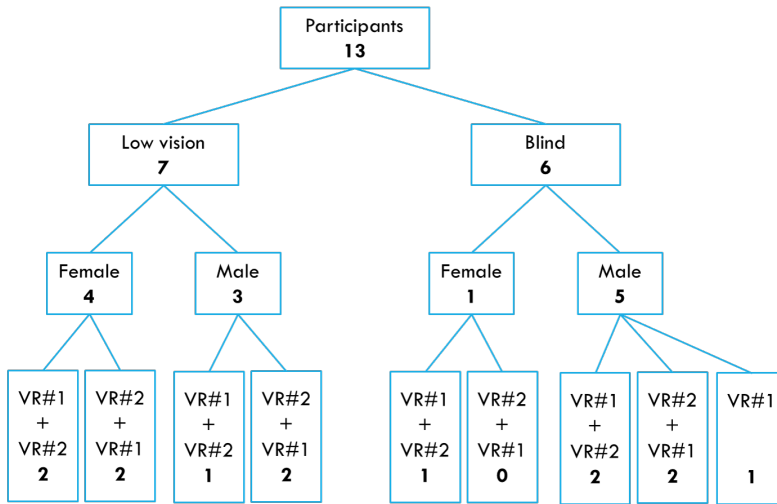 Participants
13
Low vision
7
Blind
6
Female
4
Male
3
Female
1
Male
5
VR#1
+
VR#2
2
VR#2
+
VR#1
2
VR#1
+
VR#2
1
VR#2
+
VR#1
2
VR#1
+
VR#2
1
VR#2
+
VR#1
0
VR#1
+
VR#2
2
VR#2
+
VR#1
2
VR#1
1